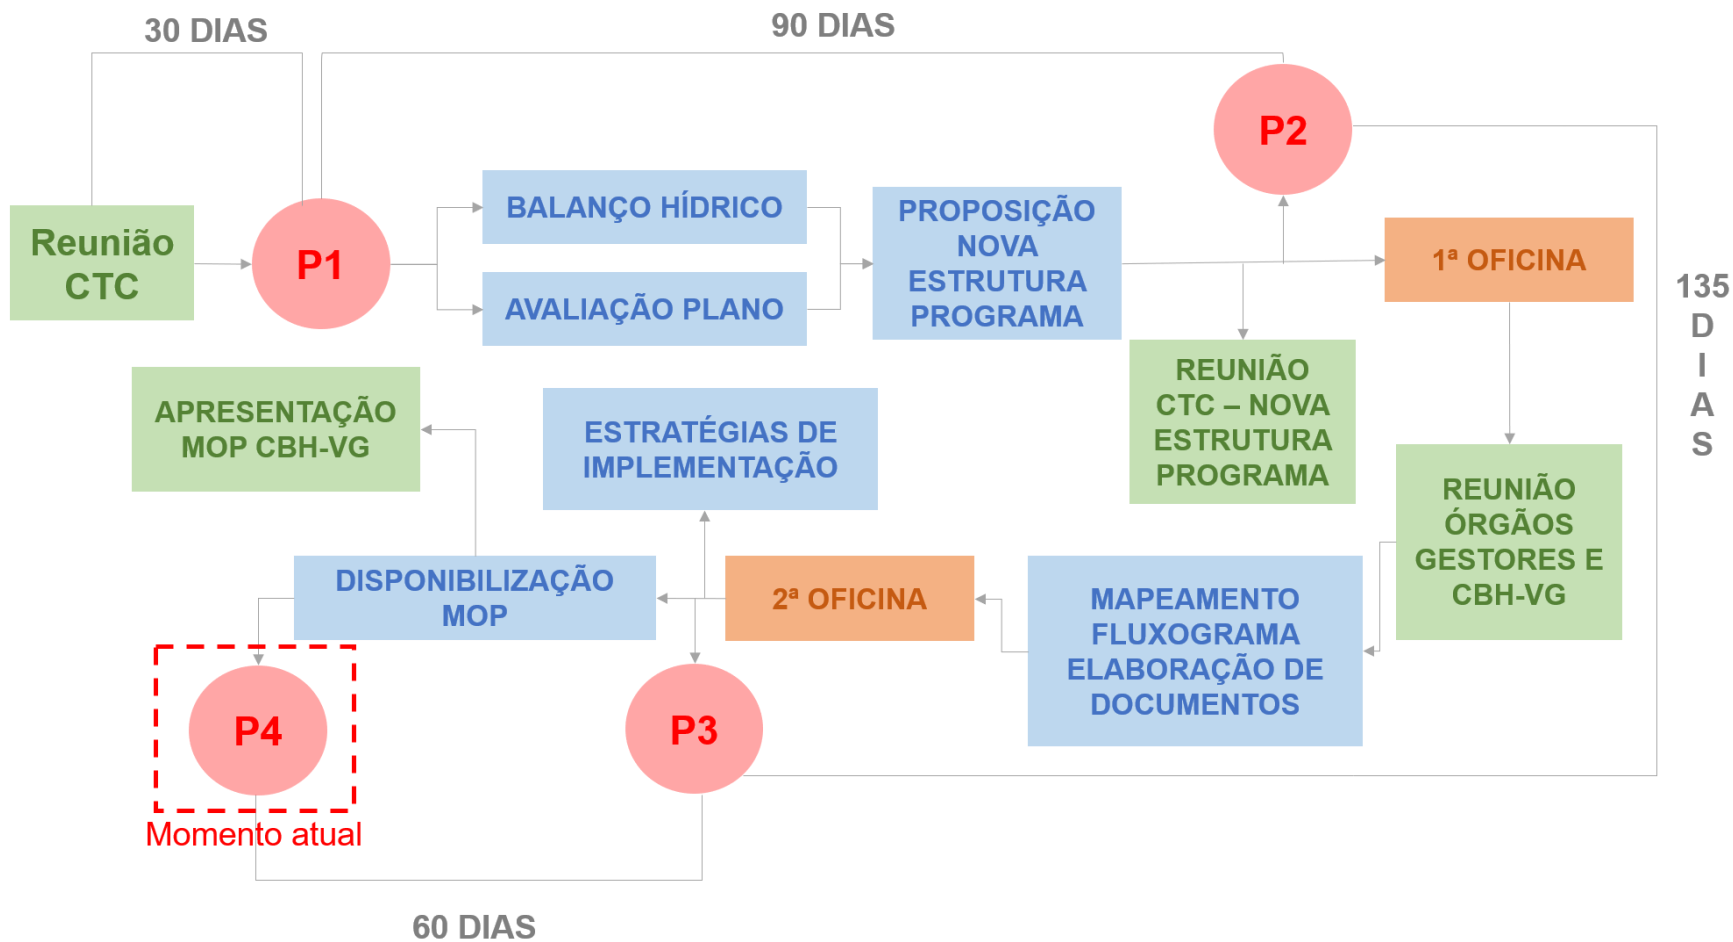 30 DIAS
90 DIAS
Reunião
CTC
P1
BALANÇO HÍDRICO
AVALIAÇÃO PLANO
PROPOSIÇÃO
NOVA
ESTRUTURA
PROGRAMA
P2
1ª OFICINA
135
D
I
A
S
REUNIÃO
CTC – NOVA
ESTRUTURA
PROGRAMA
REUNIÃO
ÓRGÃOS
GESTORES E
CBH-VG
MAPEAMENTO
FLUXOGRAMA
ELABORAÇÃO DE
DOCUMENTOS
2ª OFICINA
ESTRATÉGIAS DE
IMPLEMENTAÇÃO
P3
DISPONIBILIZAÇÃO
MOP
APRESENTAÇÃO
MOP CBH-VG
P4
Momento atual
60 DIAS